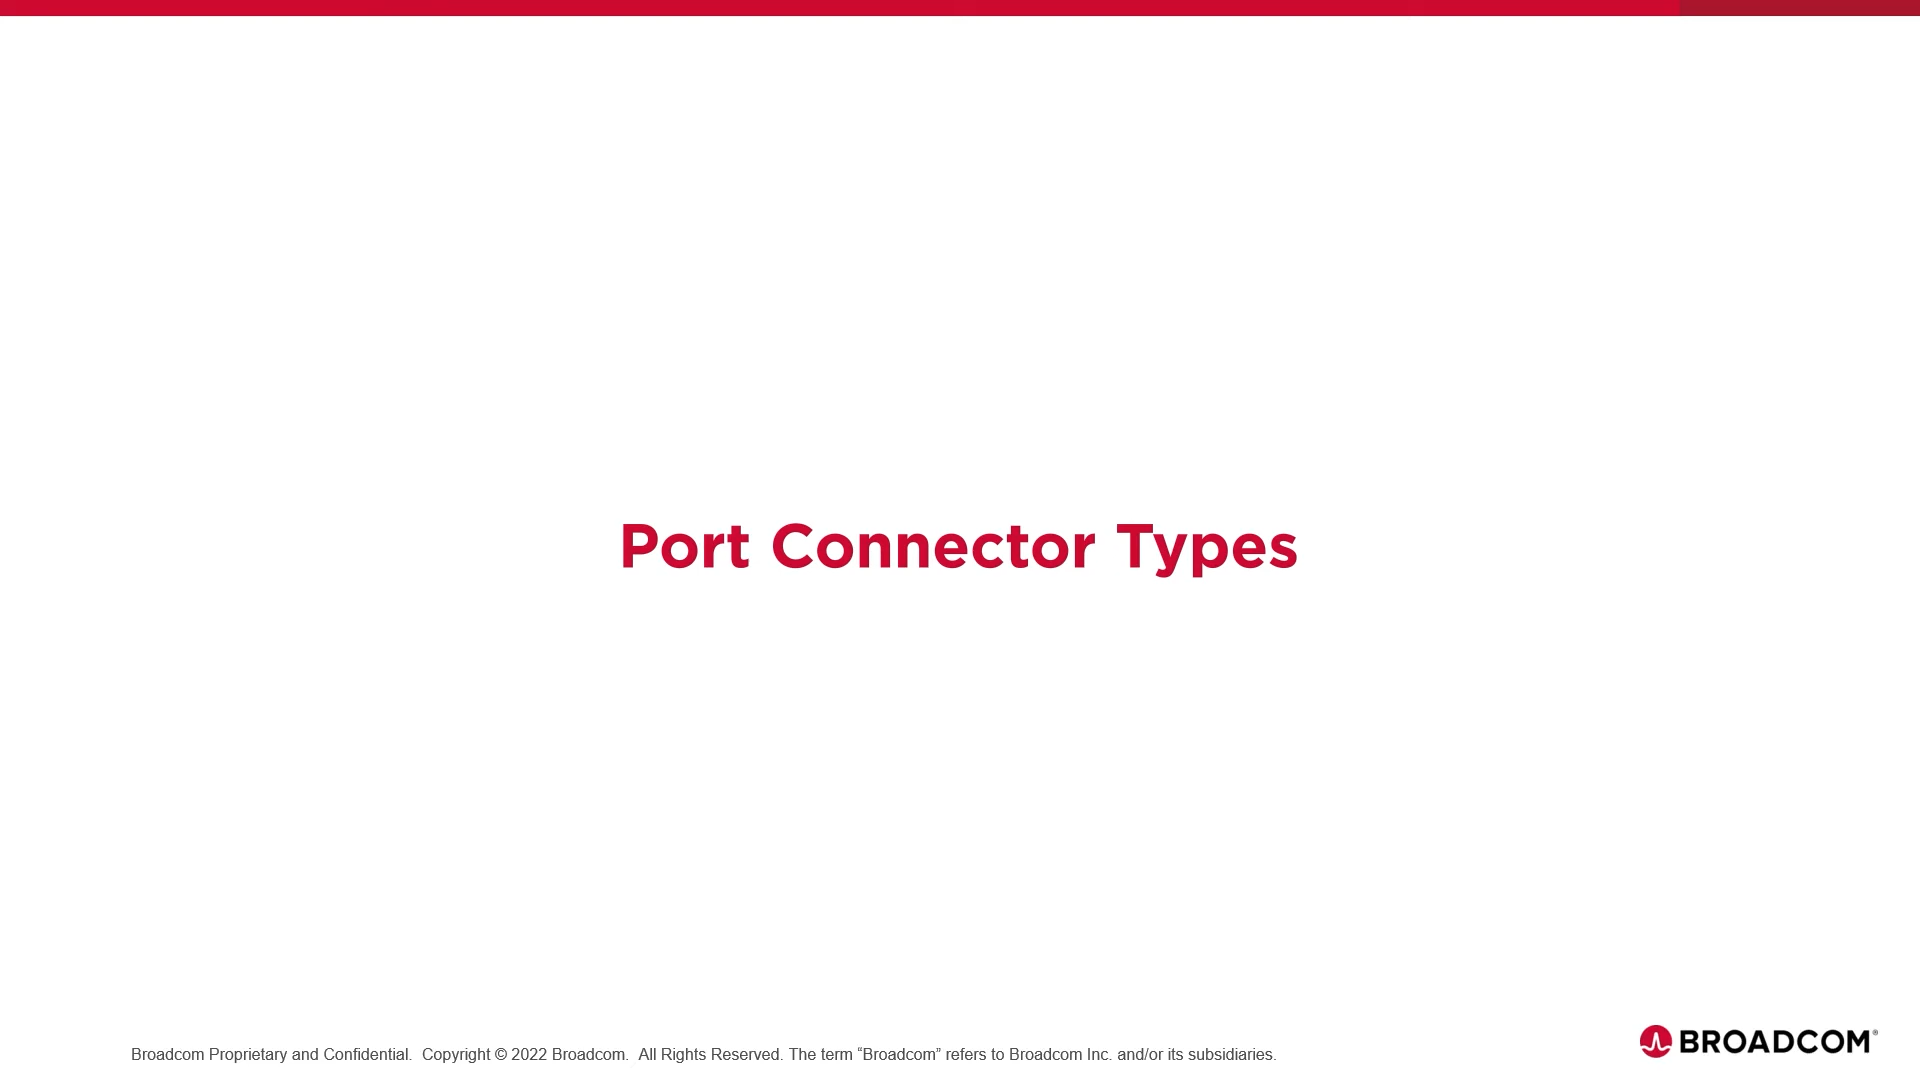 Port Connector Types
Broadcom Proprietary and Confidential.  Copyright © 2022 Broadcom.  All Rights Reserved. The term “Broadcom” refers to Broadcom Inc. and/or its subsidiaries.
BROADCOM®